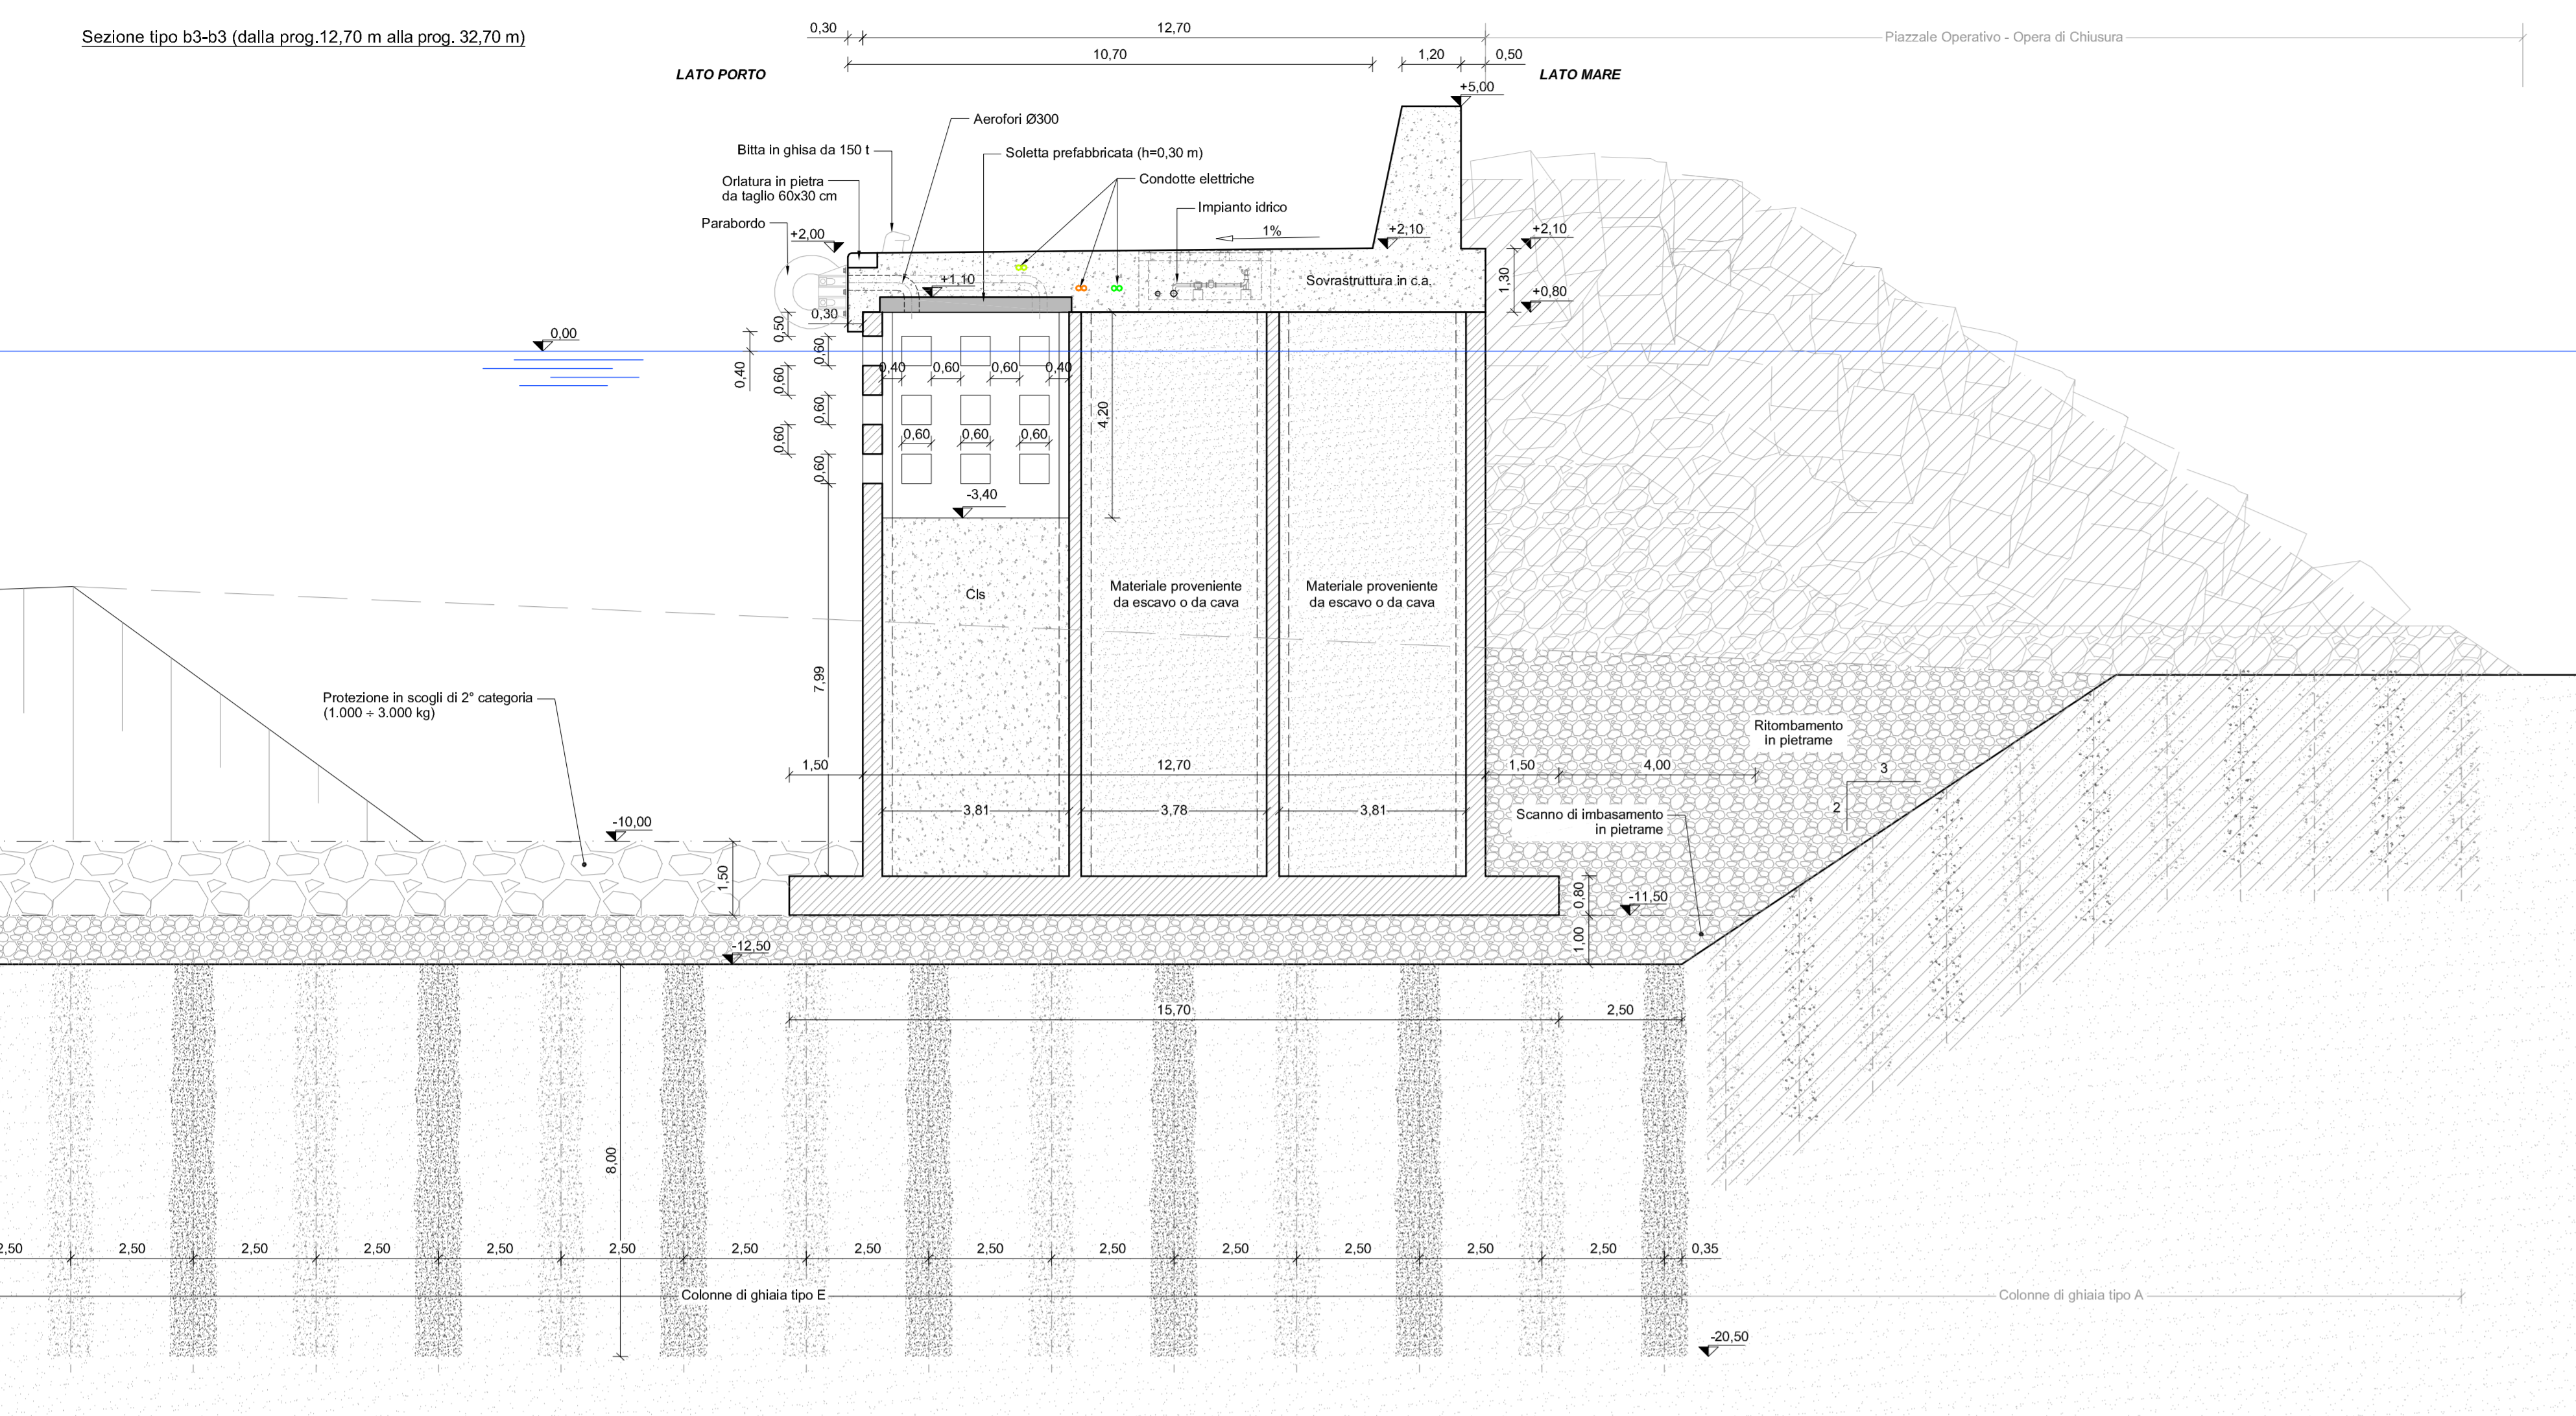 Sezione tipo b3-b3 (dalla prog.12,70 m alla prog. 32,70 m)
0,30
12,70
Piazzale Operativo - Opera di Chiusura
10,70
1,20
0,50
LATO PORTO
LATO MARE
+5,00
Aerofori Ø300
Bitta in ghisa da 150 t
Soletta prefabbricata (h=0,30 m)
Orlatura in pietra
da taglio 60x30 cm
Condotte elettriche
Impianto idrico
Parabordo
+2,00
1%
+2,10
+2,10
+1,10
Sovrastruttura in c.a.
1,30
+0,80
0,30
0,50
0,00
0,60
0,40
0,40
0,60
0,60
0,40
0,60
0,60
4,20
0,60
0,60
0,60
0,60
0,60
-3,40
Cls
Materiale proveniente
da escavo o da cava
Materiale proveniente
da escavo o da cava
7,99
Protezione in scogli di 2° categoria
(1.000 ÷ 3.000 kg)
Ritombamento
in pietrame
1,50
12,70
1,50
4,00
3
2
3,81
3,78
3,81
Scanno di imbasamento
in pietrame
-10,00
1,50
0,80
-11,50
1,00
-12,50
15,70
2,50
8,00
2,50
2,50
2,50
2,50
2,50
2,50
2,50
2,50
2,50
2,50
2,50
2,50
2,50
2,50
0,35
Colonne di ghiaia tipo E
Colonne di ghiaia tipo A
-20,50